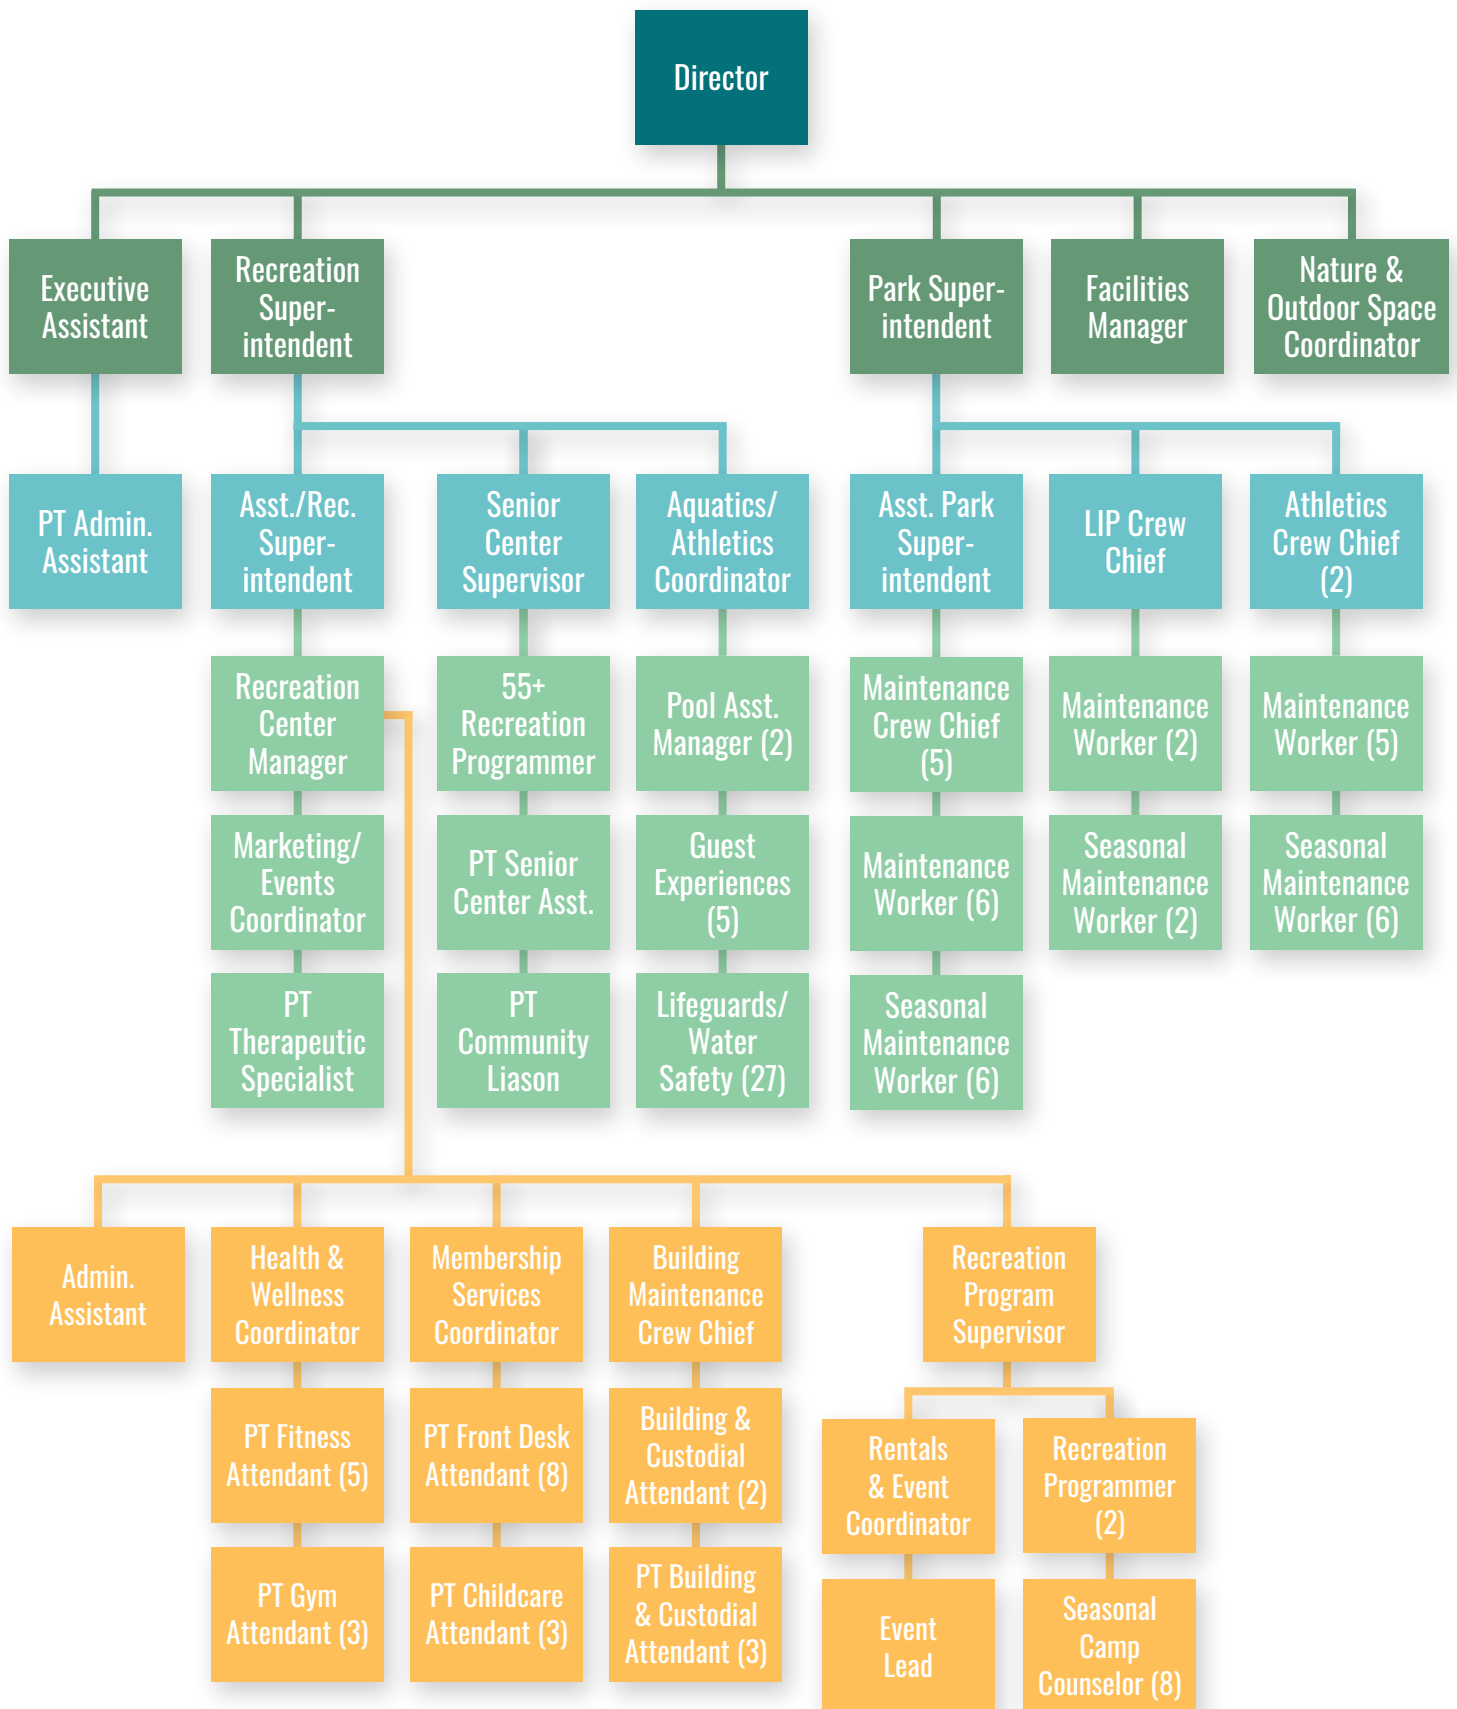 Director
Executive
Assistant
Recreation
Super-
intendent
Park Super-
intendent
Facilities
Manager
Nature &
Outdoor Space
Coordinator
PT Admin.
Assistant
Asst./Rec.
Super-
intendent
Senior
Center
Supervisor
Aquatics/
Athletics
Coordinator
Asst. Park
Super-
intendent
LIP Crew
Chief
Athletics
Crew Chief
(2)
Recreation
Center
Manager
55+
Recreation
Programmer
Pool Asst.
Manager (2)
Maintenance
Crew Chief
(5)
Maintenance
Worker (2)
Maintenance
Worker (5)
Marketing/
Events
Coordinator
PT Senior
Center Asst.
Guest
Experiences
(5)
Maintenance
Worker (6)
Seasonal
Maintenance
Worker (2)
Seasonal
Maintenance
Worker (6)
PT
Therapeutic
Specialist
PT
Community
Liason
Lifeguards/
Water
Safety (27)
Seasonal
Maintenance
Worker (6)
Admin.
Assistant
Health &
Wellness
Coordinator
Membership
Services
Coordinator
Building
Maintenance
Crew Chief
Recreation
Program
Supervisor
PT Fitness
Attendant (5)
PT Front Desk
Attendant (8)
Building &
Custodial
Attendant (2)
Rentals
& Event
Coordinator
Recreation
Programmer
(2)
PT Gym
Attendant (3)
PT Childcare
Attendant (3)
PT Building
& Custodial
Attendant (3)
Event
Lead
Seasonal
Camp
Counselor (8)